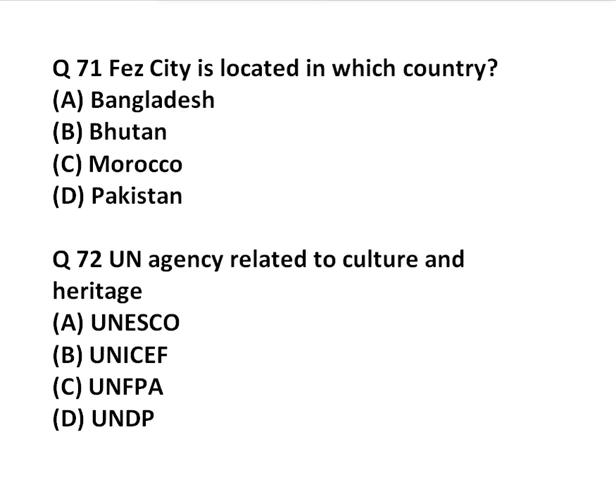 Q 71 Fez City is located in which country?
(A) Bangladesh
(B) Bhutan
(C) Morocco
(D) Pakistan
Q 72 UN agency related to culture and
heritage
(A) UNESCO
(B) UNICEF
(C) UNFPA
(D) UNDP